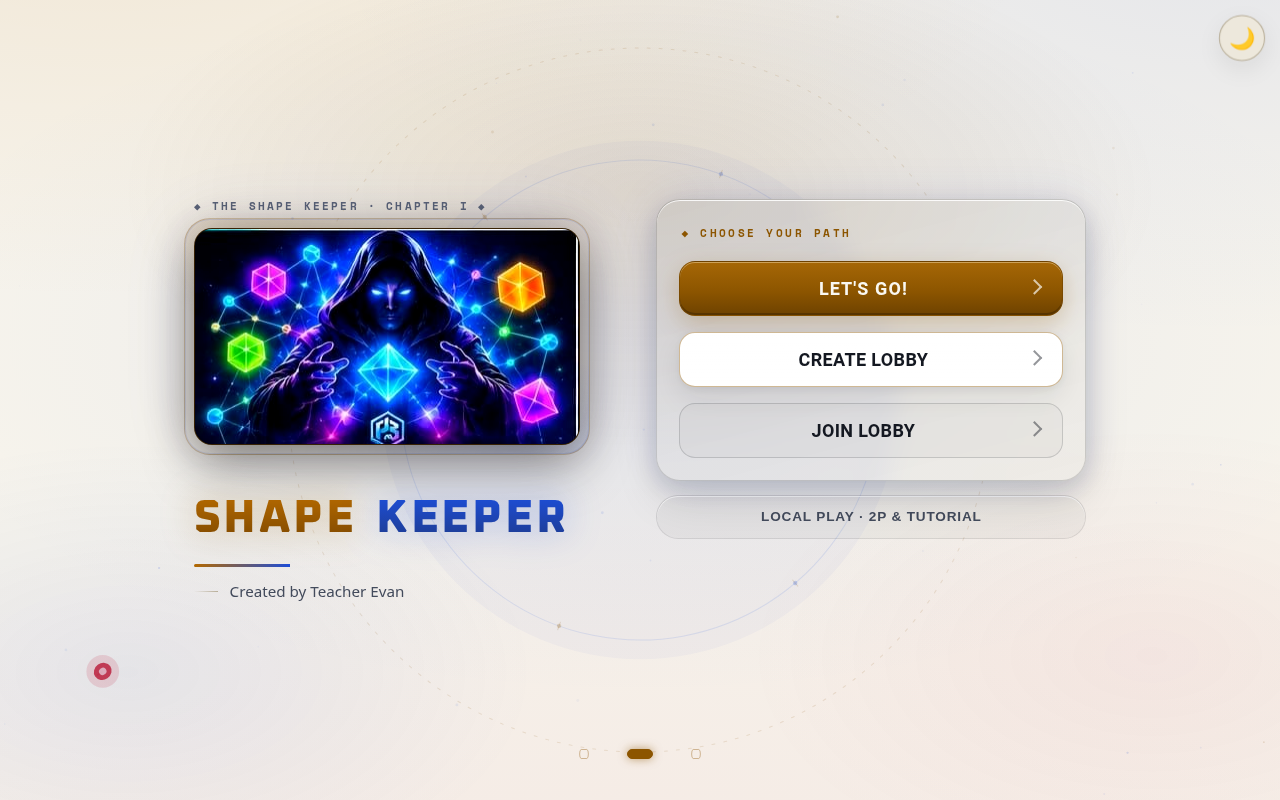 ◆ THE SHAPE KEEPER · CHAPTER I ◆
SHAPE KEEPER
Created by Teacher Evan
◆ CHOOSE YOUR PATH
LET'S GO!
CREATE LOBBY
JOIN LOBBY
LOCAL PLAY · 2P & TUTORIAL